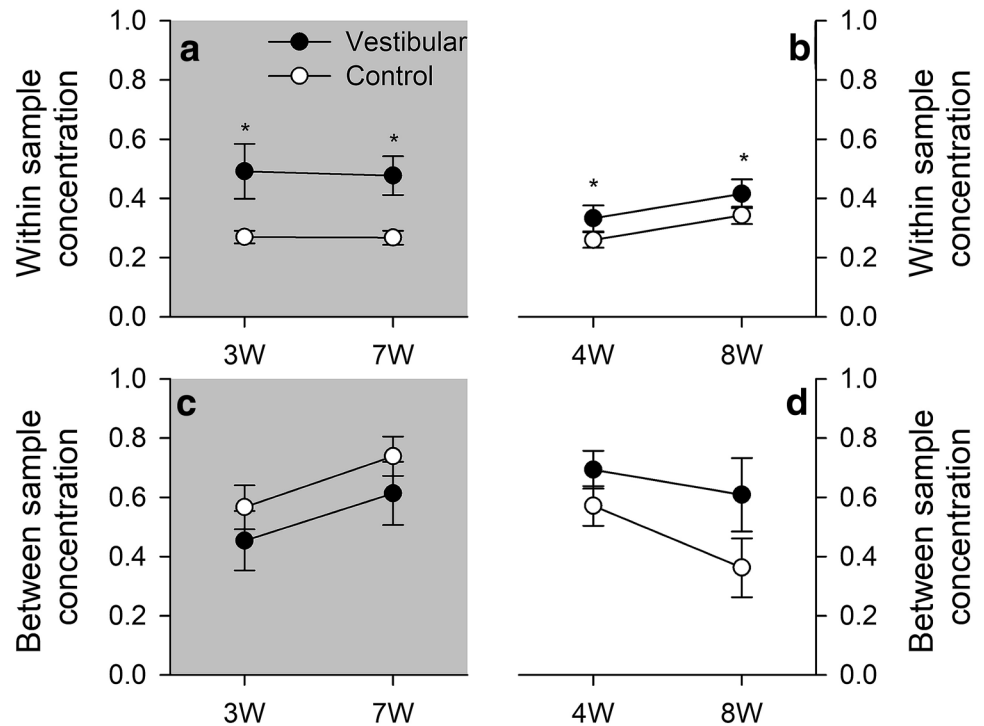 1.0
a
Vestibular
Control
0.8
0.6
0.4
0.2
0.0
Within sample
concentration
*
*
3W
7W
b
1.0
0.8
0.6
0.4
0.2
0.0
Within sample
concentration
*
*
4W
8W
c
1.0
0.8
0.6
0.4
0.2
0.0
Between sample
concentration
3W
7W
d
1.0
0.8
0.6
0.4
0.2
0.0
Between sample
concentration
4W
8W